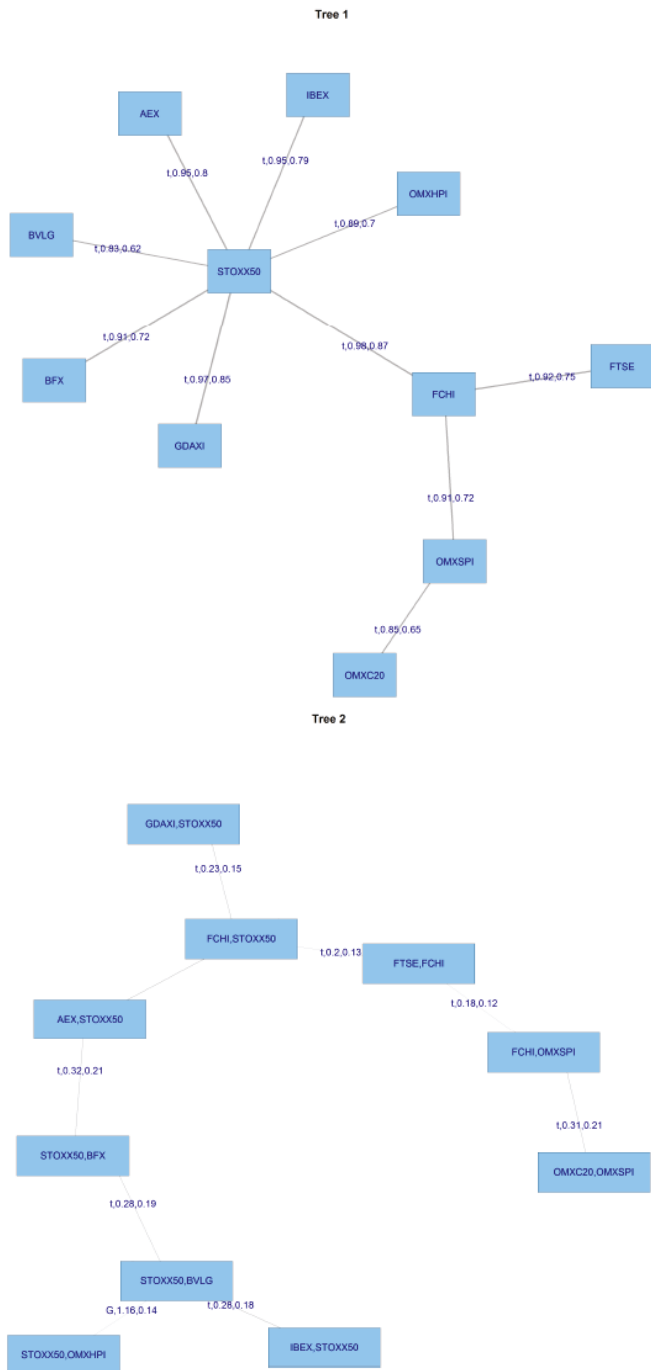 Tree 1
IBEX
AEX
t,0.95,0.79
t,0.95,0.8
OMXHPI
t,0.89,0.7
BVLG
t,0.83,0.62
STOXX50
t,0.98,0.87
t,0.91,0.72
FTSE
t,0.92,0.75
BFX
t,0.97,0.85
FCHI
GDAXI
t,0.91,0.72
OMXSPI
t,0.85,0.65
OMXC20
Tree 2
GDAXI,STOXX50
t,0.23,0.15
FCHI,STOXX50
t,0.2,0.13
FTSE,FCHI
t,0.18,0.12
AEX,STOXX50
FCHI,OMXSPI
t,0.32,0.21
t,0.31,0.21
STOXX50,BFX
OMXC20,OMXSPI
t,0.28,0.19
STOXX50,BVLG
t,0.28,0.18
G,1.16,0.14
IBEX,STOXX50
STOXX50,OMXHPI